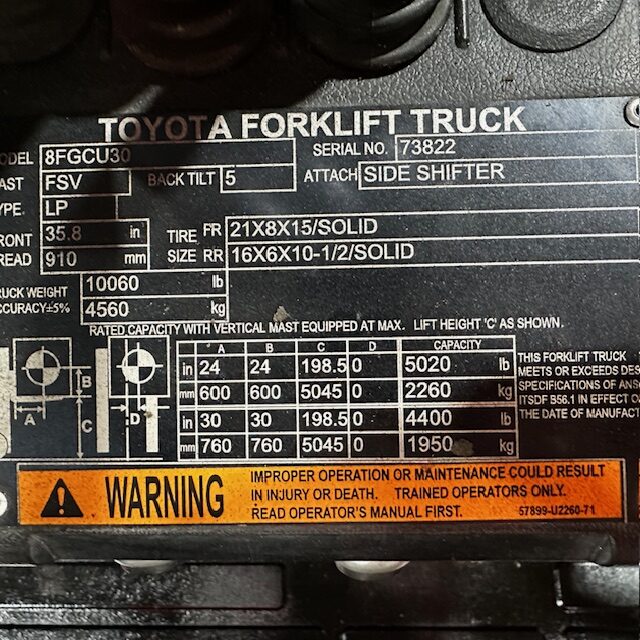 TOYOTA FORKLIFT TRUCK
ODEL 8FGCU30 SERIAL NO. 73822
AST FSV BACK TILT 5 ATTACH SIDE SHIFTER
YPE. LP
RONT 35.8 in TIRE FR 21X8X15/SOLID
READ 910 mm SIZE RR 16X6X10-1/2/SOLID
RUCK WEIGHT 10060 lb
CCURACY±5% 4560 kg
RATED CAPACITY WITH VERTICAL MAST EQUIPPED AT MAX. LIFT HEIGHT 'C' AS SHOWN.
A B C D CAPACITY
in 24 24 198.5 0 5020 lb
mm 600 600 5045 0 2260 kg
in 30 30 198.5 0 4400 lb
mm 760 760 5045 0 1950 kg
A B C D
THIS FORKLIFT TRUCK
MEETS OR EXCEEDS DES
SPECIFICATIONS OF ANS
ITSDF B56.1 IN EFFECT O
THE DATE OF MANUFACT
WARNING
IMPROPER OPERATION OR MAINTENANCE COULD RESULT
IN INJURY OR DEATH. TRAINED OPERATORS ONLY.
READ OPERATOR'S MANUAL FIRST. 57899-U2260-71